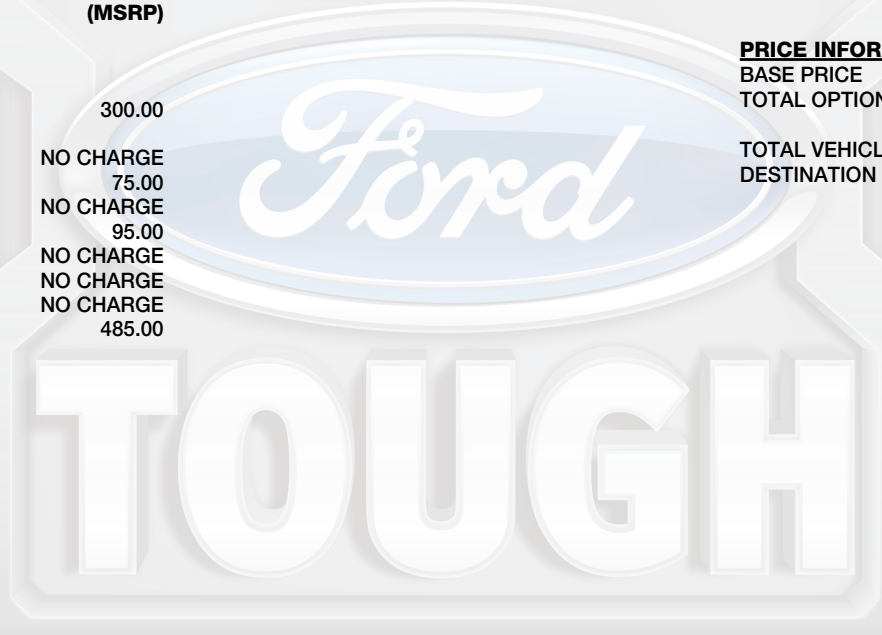 (MSRP)
300.00
NO CHARGE
75.00
NO CHARGE
95.00
NO CHARGE
NO CHARGE
NO CHARGE
485.00
PRICE INFOR
BASE PRICE
TOTAL OPTION
TOTAL VEHICL
DESTINATION
Ford
TOUGH